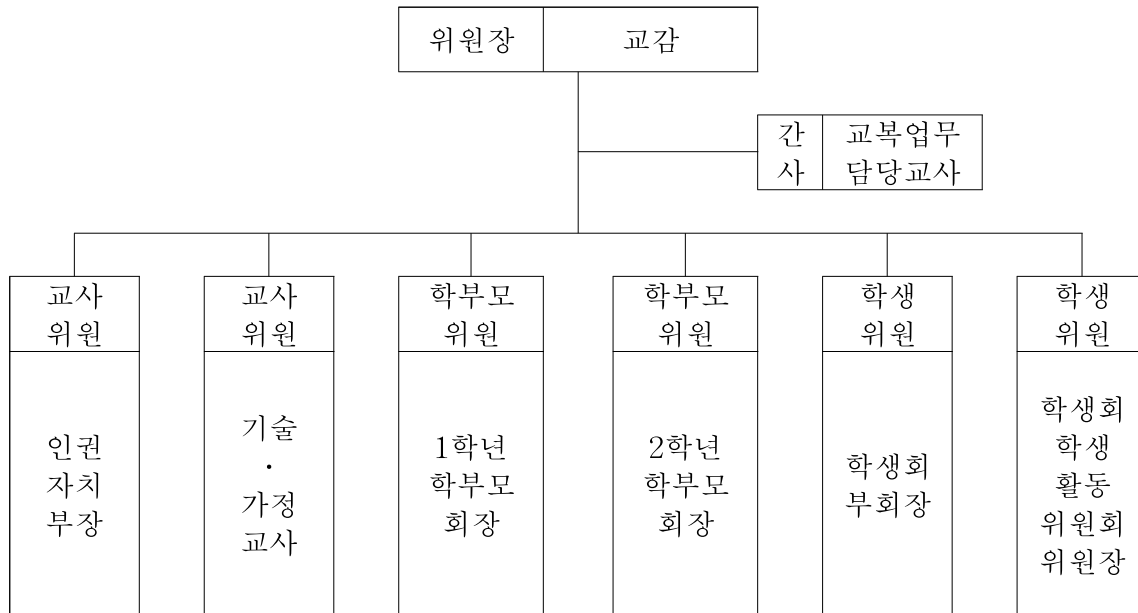 위원장 교감
간사 교복업무
담당교사
교사
위원
교사
위원
학부모
위원
학부모
위원
학생
위원
학생
위원
인권
자치
부장
기술
·
가정
교사
1학년
학부모
회장
2학년
학부모
회장
학생회
부회장
학생회
학생
활동
위원회
위원장